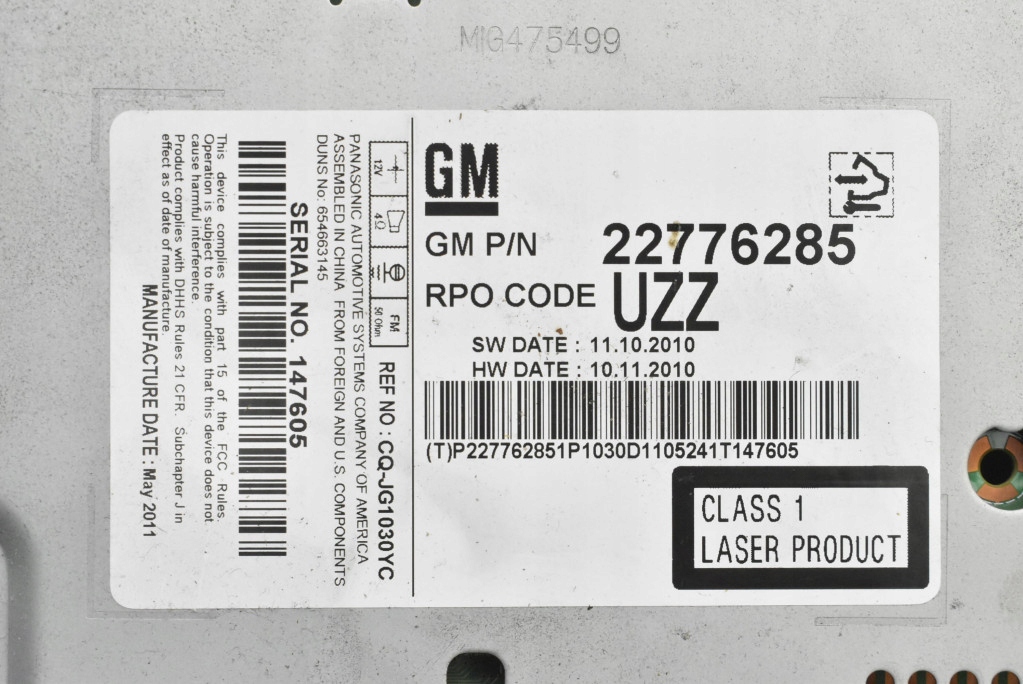 MIG475499
GM
GM P/N 22776285
RPO CODE UZZ
SW DATE : 11.10.2010
HW DATE : 10.11.2010
(T)P227762851P1030D1105241T147605
CLASS 1
LASER PRODUCT
12V 4Ω FM 50 Ohm
REF NO : CQ-JG1030YC
PANASONIC AUTOMOTIVE SYSTEMS COMPANY OF AMERICA
ASSEMBLED IN CHINA FROM FOREIGN AND U.S. COMPONENTS
DUNS No: 654663145
SERIAL NO. 147605
This device complies with part 15 of the FCC Rules.
Operation is subject to the condition that this device does not
cause harmful interference.
Product complies with DHHS Rules 21 CFR. Subchapter J in
effect as of date of manufacture.
MANUFACTURE DATE : May 2011